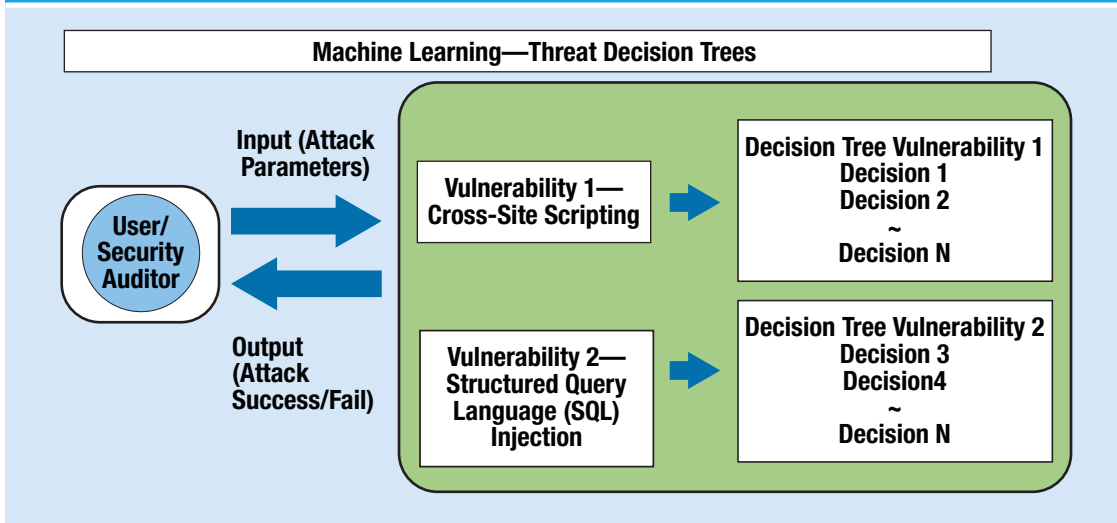 Machine Learning—Threat Decision Trees
Input (Attack
Parameters)
User/
Security
Auditor
Output
(Attack
Success/Fail)
Vulnerability 1—
Cross-Site Scripting
Decision Tree Vulnerability 1
Decision 1
Decision 2
~
Decision N
Vulnerability 2—
Structured Query
Language (SQL)
Injection
Decision Tree Vulnerability 2
Decision 3
Decision4
~
Decision N